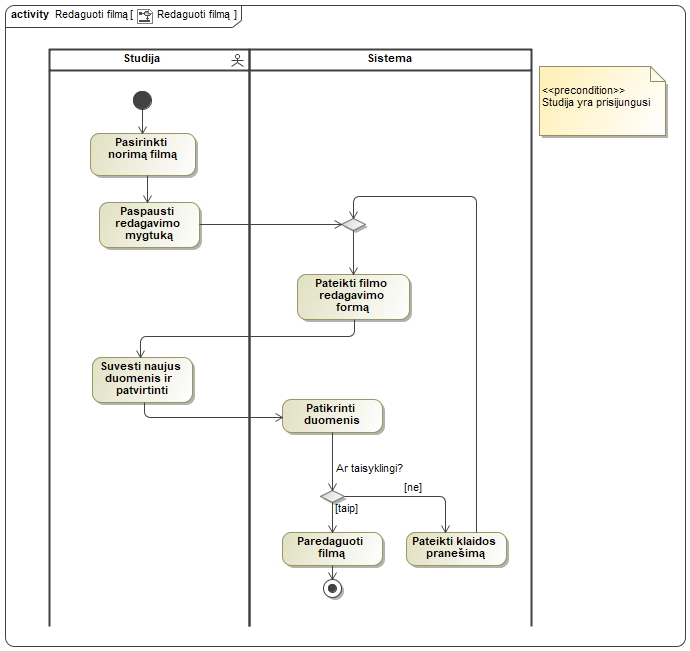 activity Redaguoti filmą [ Redaguoti filmą ]
Studija
Sistema
<<precondition>>
Studija yra prisijungusi
Pasirinkti
norimą filmą
Paspausti
redagavimo
mygtuką
Pateikti filmo
redagavimo
formą
Suvesti naujus
duomenis ir
patvirtinti
Patikrinti
duomenis
Ar taisyklingi?
[ne]
[taip]
Paredaguoti
filmą
Pateikti klaidos
pranešimą